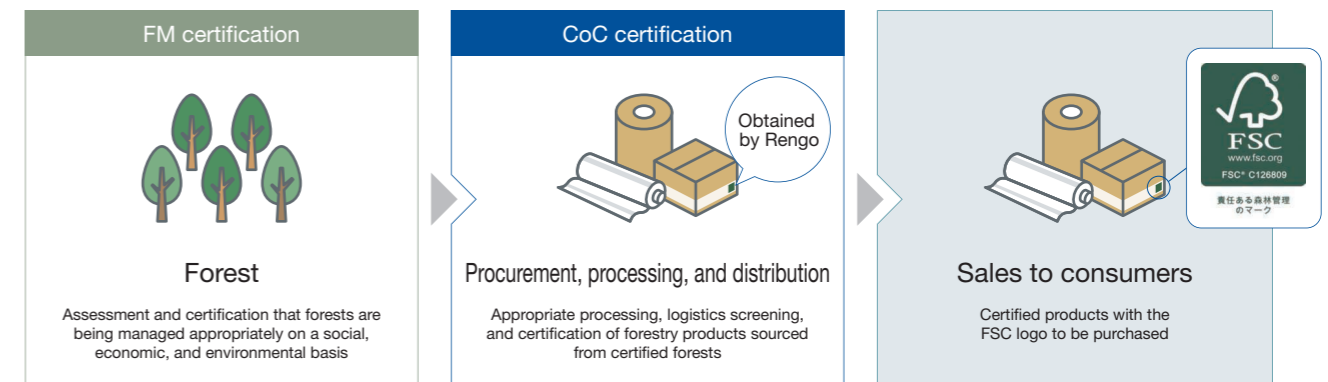 FM certification
Forest
Assessment and certification that forests are
being managed appropriately on a social,
economic, and environmental basis
CoC certification
Obtained
by Rengo
Procurement, processing, and distribution
Appropriate processing, logistics screening,
and certification of forestry products sourced
from certified forests
FSC
www.fsc.org
FSC® C126809
責任ある森林管理
のマーク
Sales to consumers
Certified products with the
FSC logo to be purchased